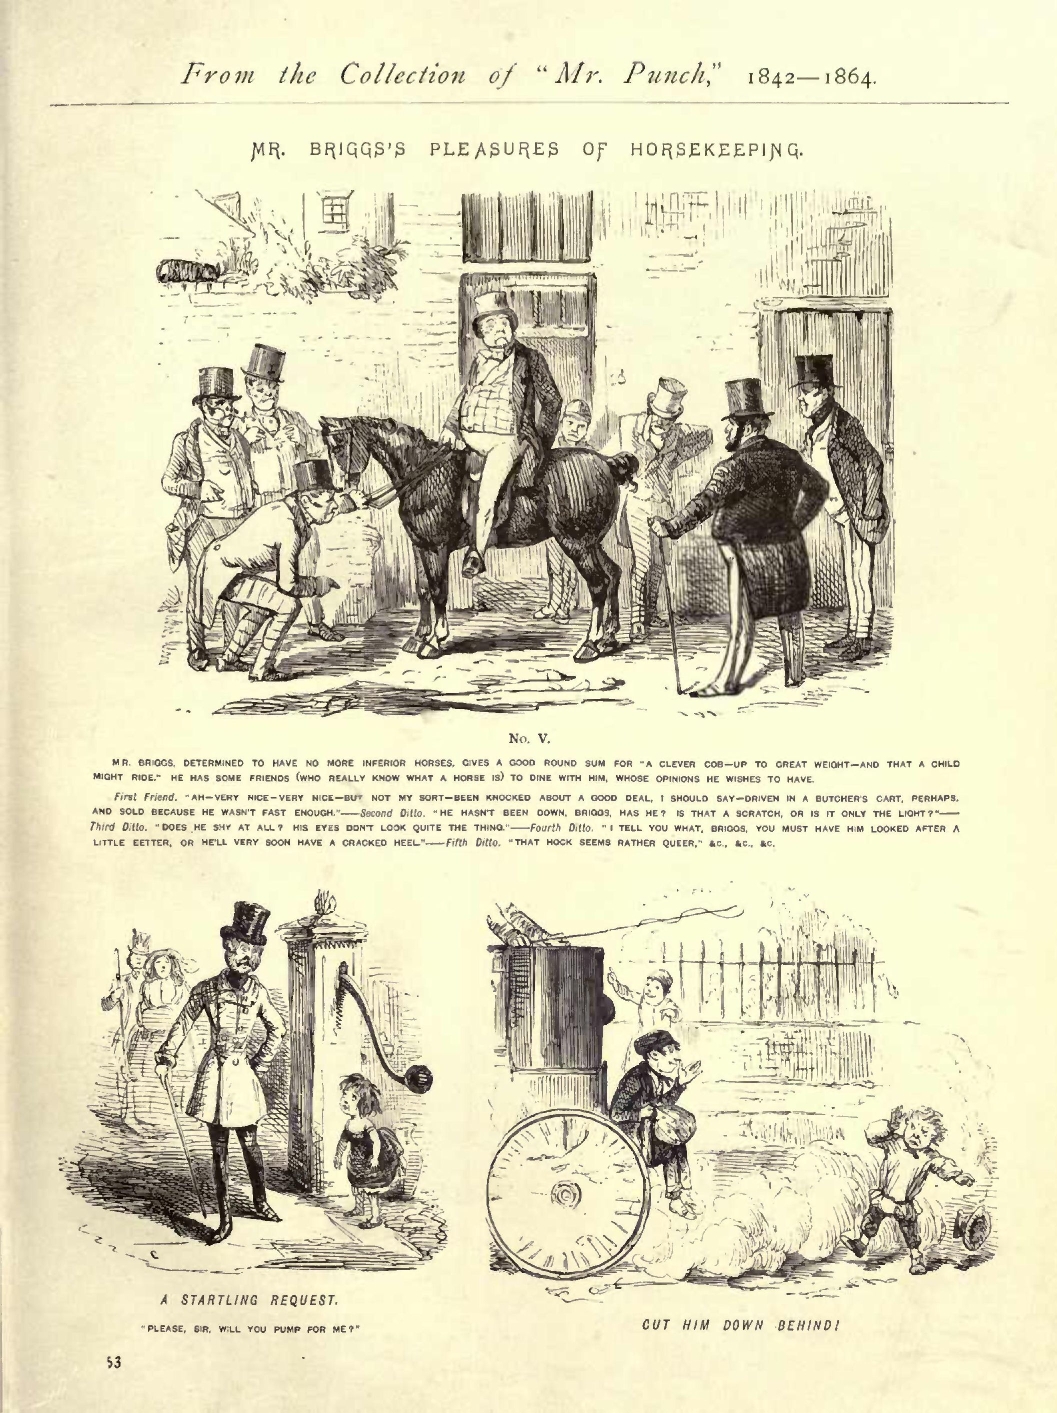 From the Collection of "Mr. Punch," 1842—1864.
MR. BRIGGS'S PLEASURES OF HORSEKEEPING.
No. V.
MR. BRIGGS, DETERMINED TO HAVE NO MORE INFERIOR HORSES, GIVES A GOOD ROUND SUM FOR "A CLEVER COB—UP TO GREAT WEIGHT—AND THAT A CHILD
MIGHT RIDE." HE HAS SOME FRIENDS (WHO REALLY KNOW WHAT A HORSE IS) TO DINE WITH HIM, WHOSE OPINIONS HE WISHES TO HAVE.
First Friend. "AH—VERY NICE—VERY NICE—BUT NOT MY SORT—BEEN KNOCKED ABOUT A GOOD DEAL, I SHOULD SAY—DRIVEN IN A BUTCHER'S CART, PERHAPS,
AND SOLD BECAUSE HE WASN'T FAST ENOUGH."——Second Ditto. "HE HASN'T BEEN DOWN, BRIGGS, HAS HE? IS THAT A SCRATCH, OR IS IT ONLY THE LIGHT?"——
Third Ditto. "DOES HE SHY AT ALL? HIS EYES DON'T LOOK QUITE THE THING."——Fourth Ditto. "I TELL YOU WHAT, BRIGGS, YOU MUST HAVE HIM LOOKED AFTER A
LITTLE BETTER, OR HE'LL VERY SOON HAVE A CRACKED HEEL."——Fifth Ditto. "THAT HOCK SEEMS RATHER QUEER," &C., &C., &C.
A STARTLING REQUEST.
"PLEASE, SIR, WILL YOU PUMP FOR ME?"
CUT HIM DOWN BEHIND!
53